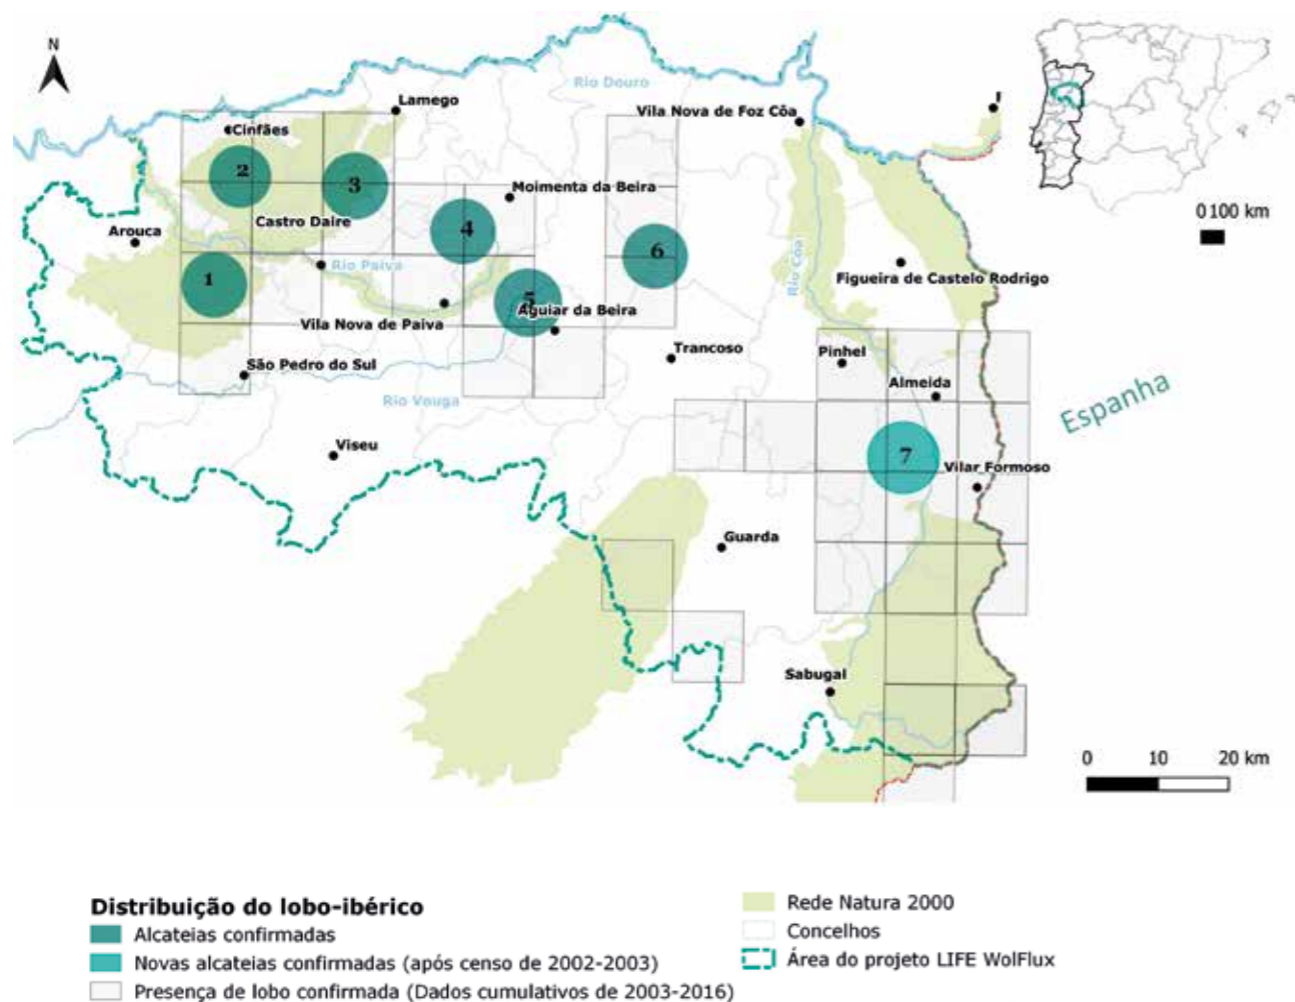 N
Rio Douro
Lamego
Vila Nova de Foz Côa
Cinfães
2
3
Moimenta da Beira
0 100 km
Castro Daire
4
Arouca
6
Rio Paiva
Rio Côa
1
Figueira de Castelo Rodrigo
5
Aguiar da Beira
Vila Nova de Paiva
Trancoso
Pinhel
São Pedro do Sul
Almeida
Espanha
Rio Vouga
Viseu
7
Vilar Formoso
Guarda
Sabugal
0 10 20 km
Distribuição do lobo-ibérico
Alcateias confirmadas
Novas alcateias confirmadas (após censo de 2002-2003)
Presença de lobo confirmada (Dados cumulativos de 2003-2016)
Rede Natura 2000
Concelhos
Área do projeto LIFE WolFlux